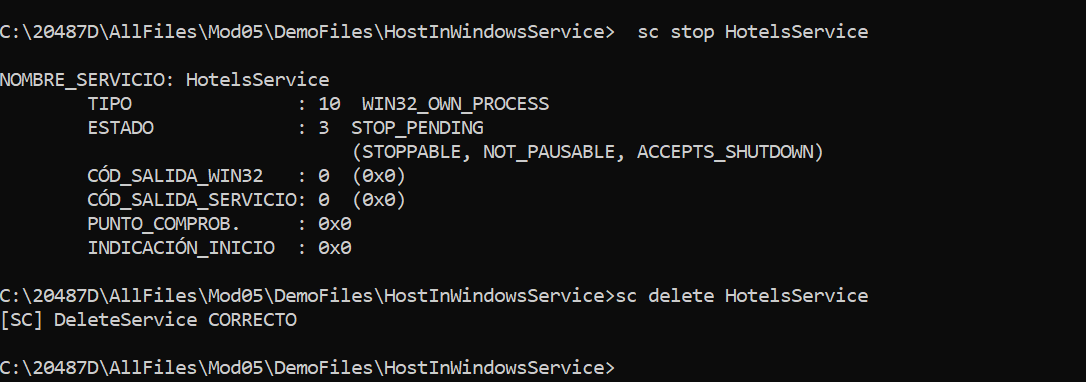 C:\20487D\AllFiles\Mod05\DemoFiles\HostInWindowsService>  sc stop HotelsService
NOMBRE_SERVICIO: HotelsService
        TIPO               : 10  WIN32_OWN_PROCESS
        ESTADO             : 3  STOP_PENDING
                                (STOPPABLE, NOT_PAUSABLE, ACCEPTS_SHUTDOWN)
        CÓD_SALIDA_WIN32   : 0  (0x0)
        CÓD_SALIDA_SERVICIO: 0  (0x0)
        PUNTO_COMPROB.     : 0x0
        INDICACIÓN_INICIO  : 0x0
C:\20487D\AllFiles\Mod05\DemoFiles\HostInWindowsService>sc delete HotelsService
[SC] DeleteService CORRECTO
C:\20487D\AllFiles\Mod05\DemoFiles\HostInWindowsService>